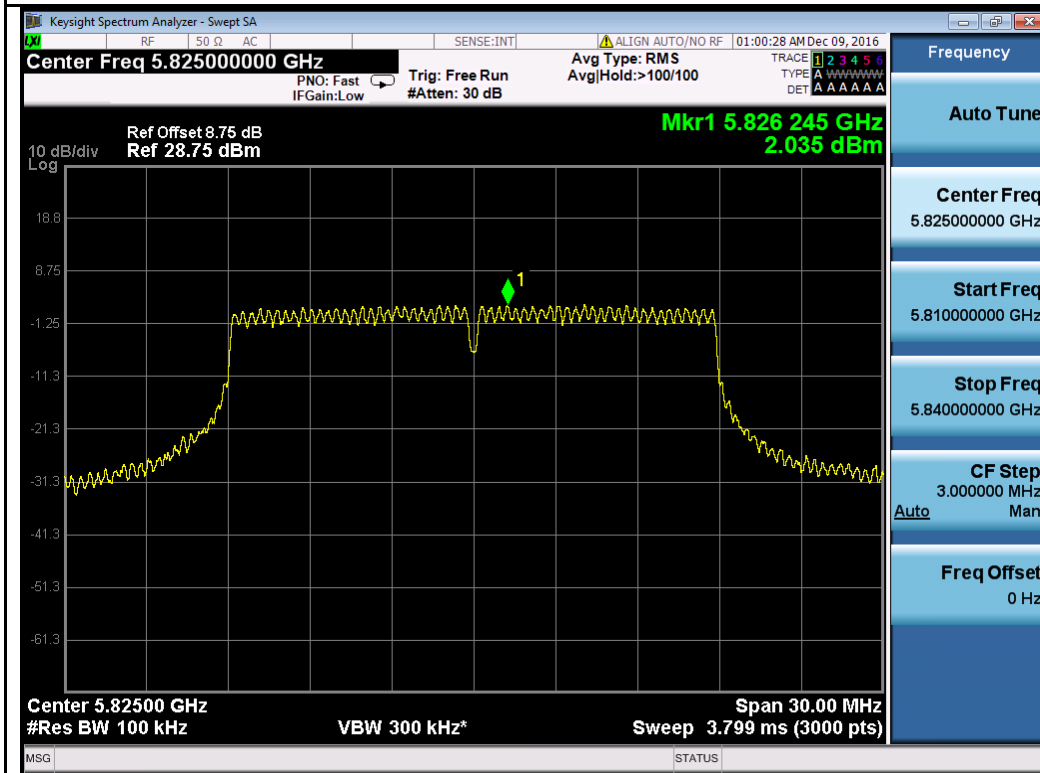 Keysight Spectrum Analyzer - Swept SA
LXI RF 50 Ω AC SENSE:INT ALIGN AUTO/NO RF 01:00:28 AM Dec 09, 2016
Center Freq 5.825000000 GHz
PNO: Fast
IFGain:Low
Trig: Free Run
#Atten: 30 dB
Avg Type: RMS
Avg|Hold:>100/100
TRACE 1 2 3 4 5 6
TYPE A WWWWW
DET A A A A A A
Mkr1 5.826 245 GHz
2.035 dBm
Ref Offset 8.75 dB
10 dB/div Ref 28.75 dBm
Log
18.8
8.75
-1.25
-11.3
-21.3
-31.3
-41.3
-51.3
-61.3
1
Center 5.82500 GHz Span 30.00 MHz
#Res BW 100 kHz VBW 300 kHz* Sweep 3.799 ms (3000 pts)
MSG STATUS
Frequency
Auto Tune
Center Freq
5.825000000 GHz
Start Freq
5.810000000 GHz
Stop Freq
5.840000000 GHz
CF Step
3.000000 MHz
Auto Man
Freq Offset
0 Hz